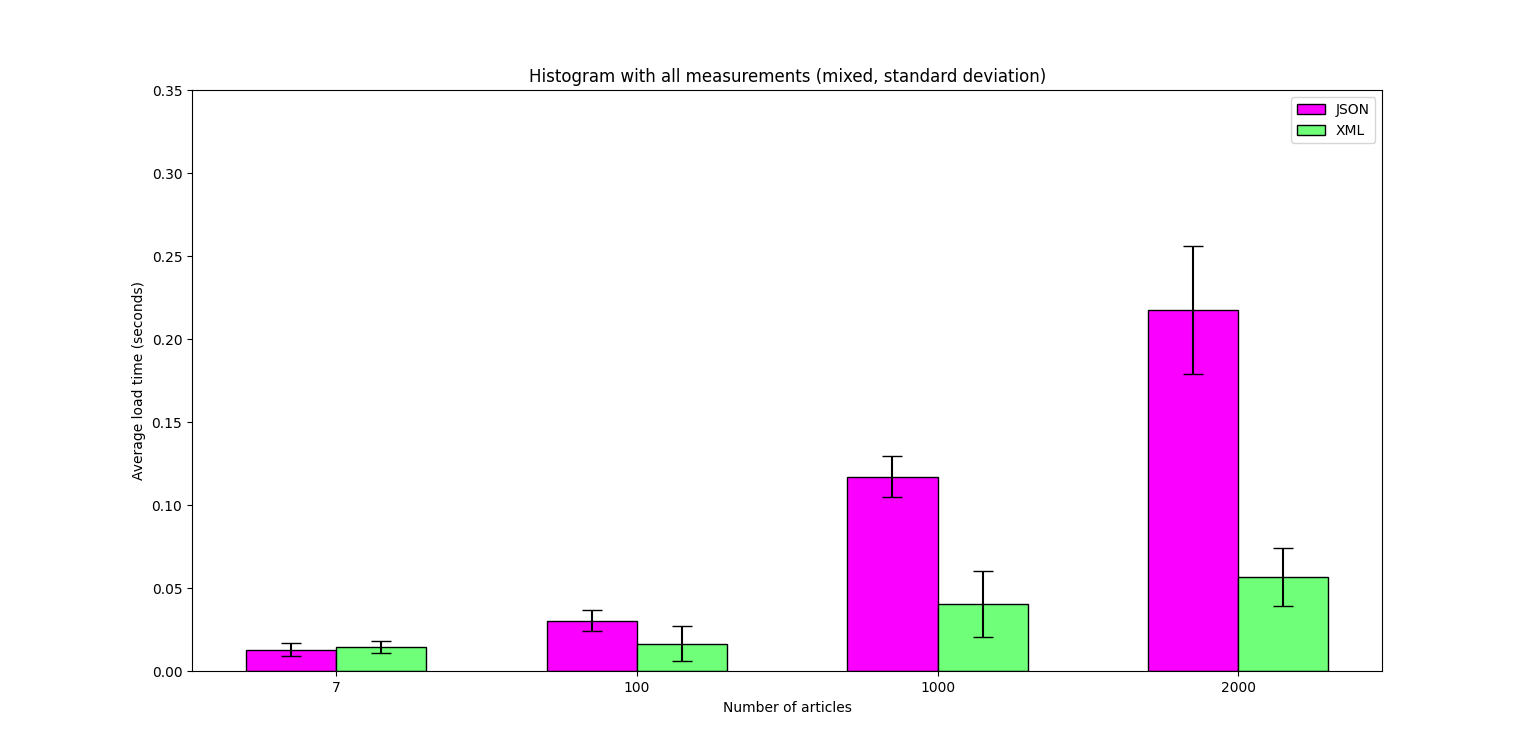 Histogram with all measurements (mixed, standard deviation)
JSON
XML
0.35
0.30
0.25
0.20
0.15
0.10
0.05
0.00
Average load time (seconds)
7 100 1000 2000
Number of articles